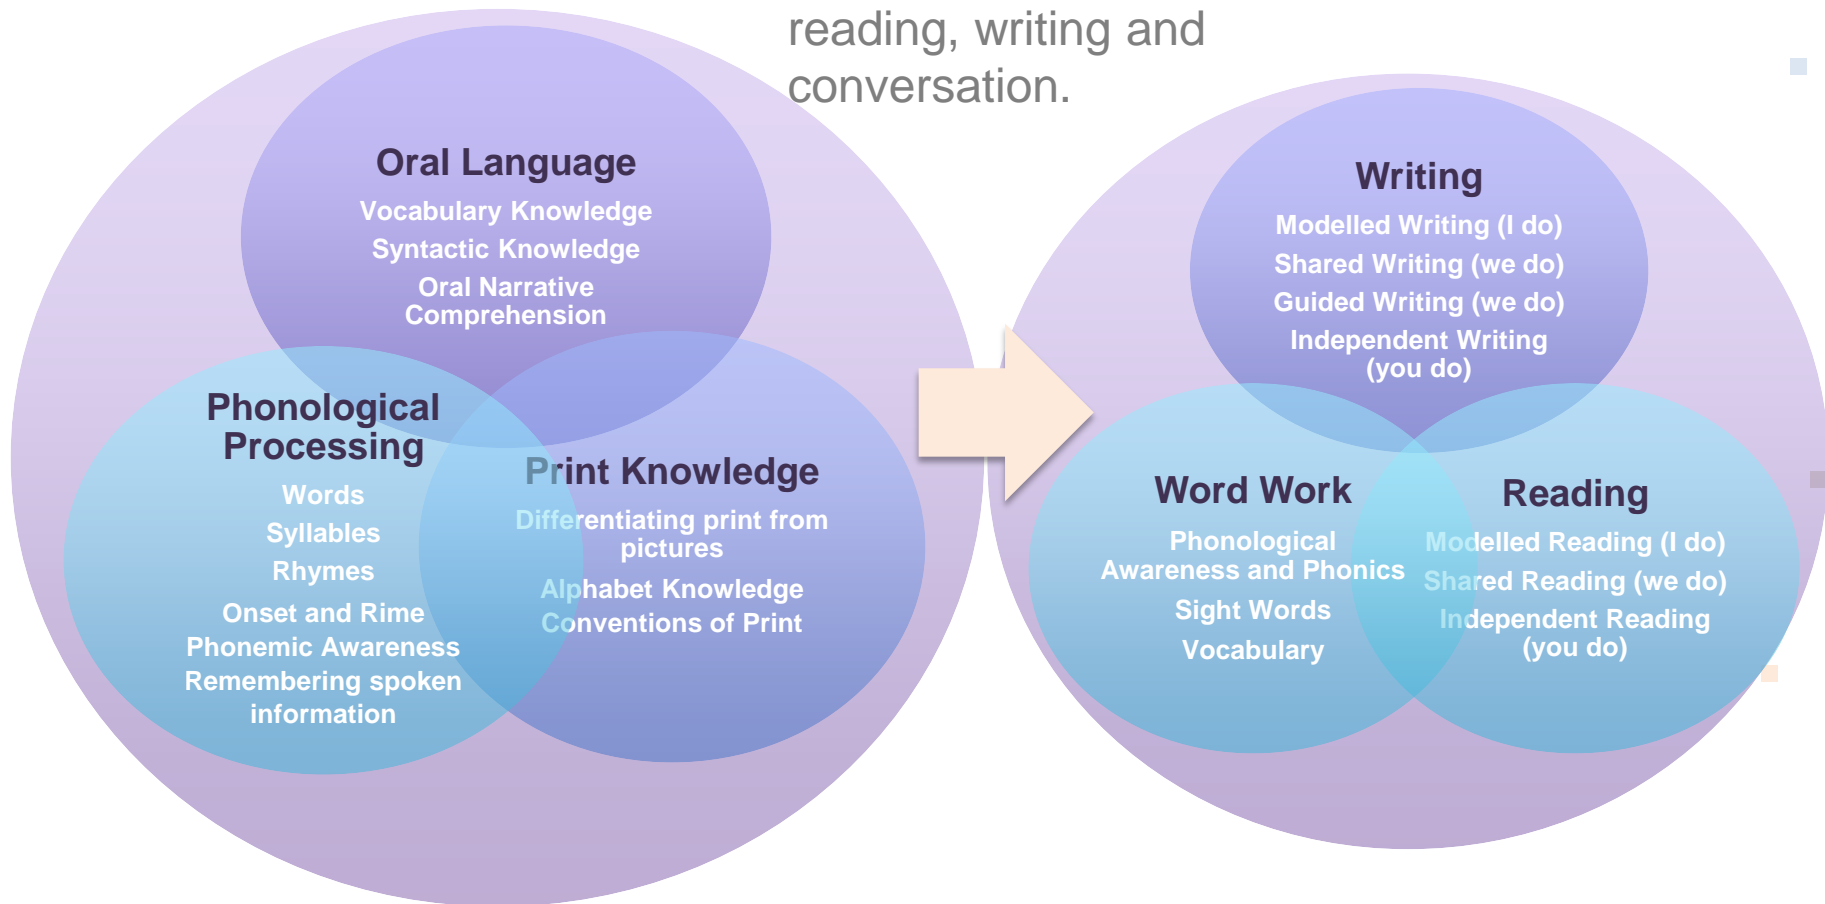 reading, writing and
conversation.
Oral Language
Vocabulary Knowledge
Syntactic Knowledge
Oral Narrative
Comprehension
Phonological
Processing
Words
Syllables
Rhymes
Onset and Rime
Phonemic Awareness
Remembering spoken
information
Print Knowledge
Differentiating print from
pictures
Alphabet Knowledge
Conventions of Print
Writing
Modelled Writing (I do)
Shared Writing (we do)
Guided Writing (we do)
Independent Writing
(you do)
Word Work
Phonological
Awareness and Phonics
Sight Words
Vocabulary
Reading
Modelled Reading (I do)
Shared Reading (we do)
Independent Reading
(you do)